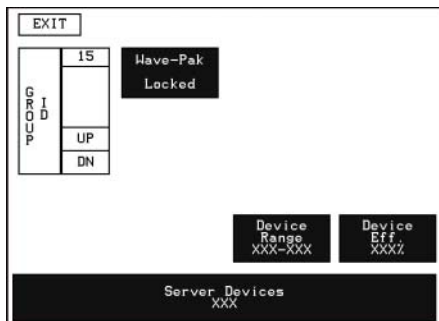 EXIT
GROUP
ID
15
UP
DN
Wave-Pak
Locked
Device
Range
XXX-XXX
Device
Eff.
XXX%
Server Devices
XXX